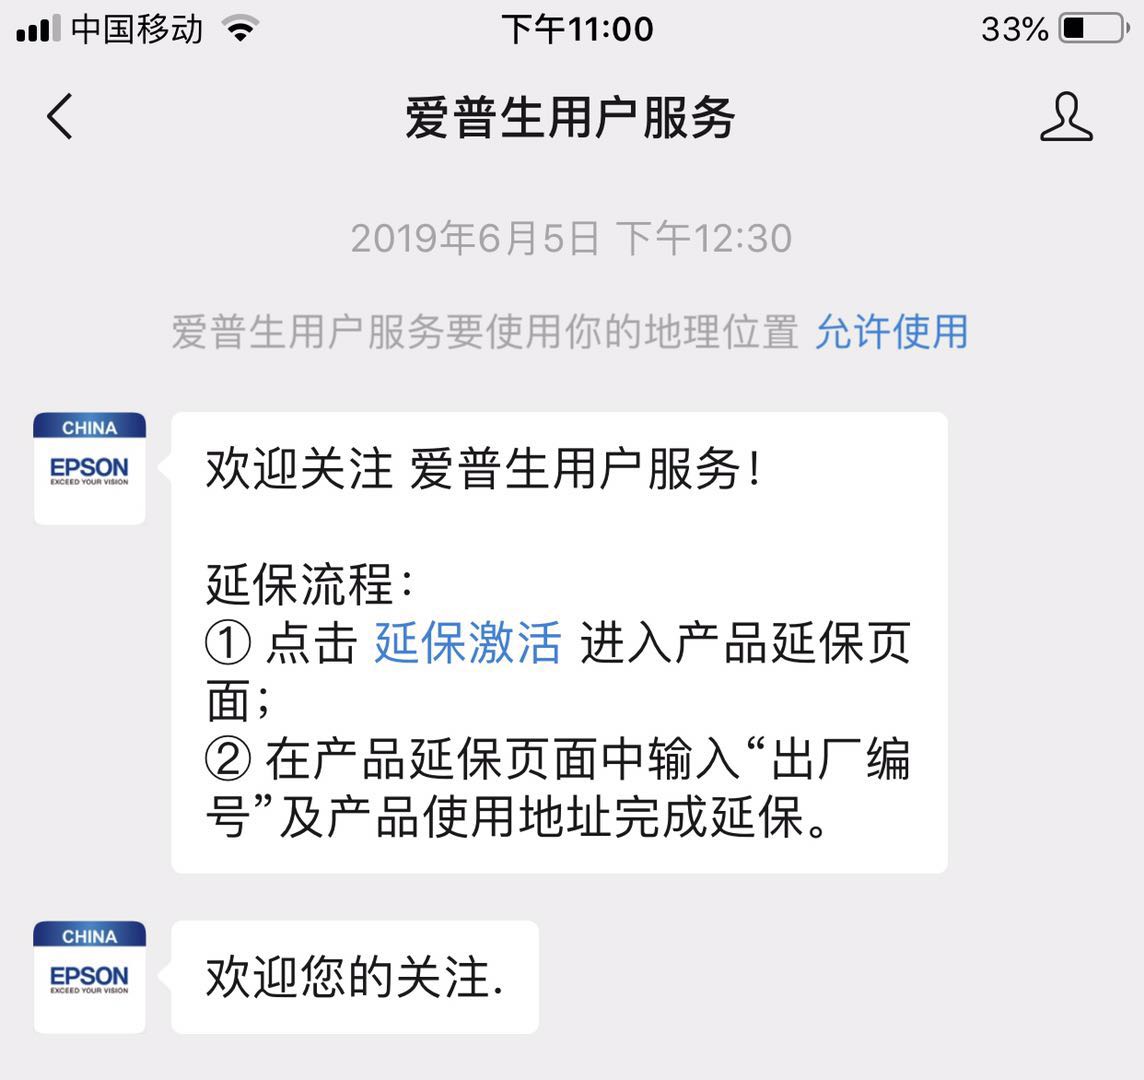 中国移动 下午11:00 33%
爱普生用户服务
2019年6月5日 下午12:30
爱普生用户服务要使用你的地理位置 允许使用
CHINA
EPSON
EXCEED YOUR VISION
欢迎关注 爱普生用户服务！
延保流程：
① 点击 延保激活 进入产品延保页
面；
② 在产品延保页面中输入“出厂编
号”及产品使用地址完成延保。
CHINA
EPSON
EXCEED YOUR VISION
欢迎您的关注.